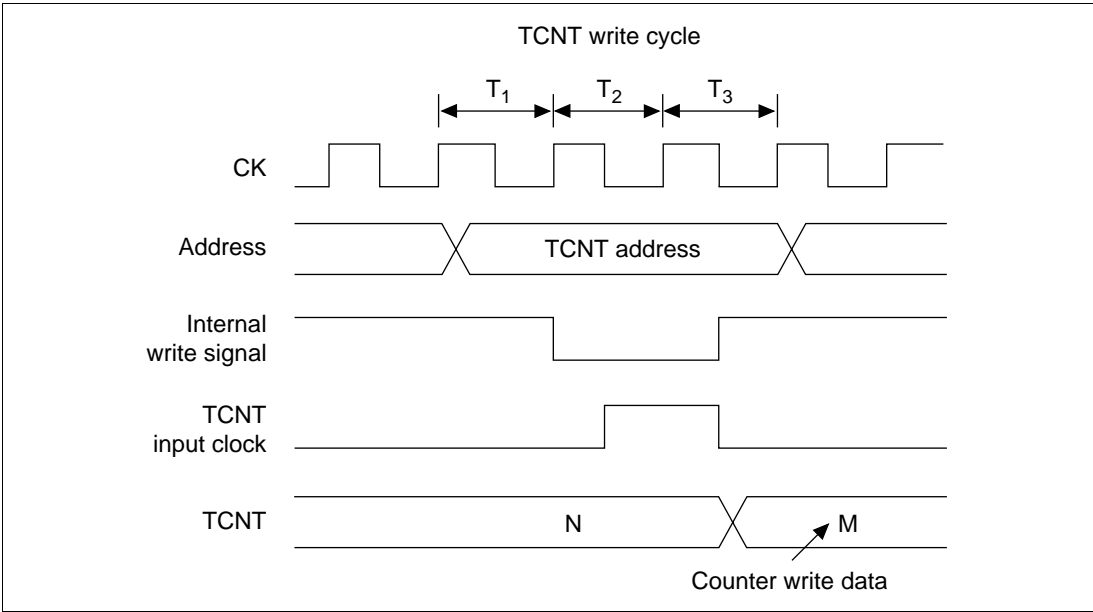 TCNT write cycle
T1 T2 T3
CK
Address
TCNT address
Internal
write signal
TCNT
input clock
TCNT
N
M
Counter write data